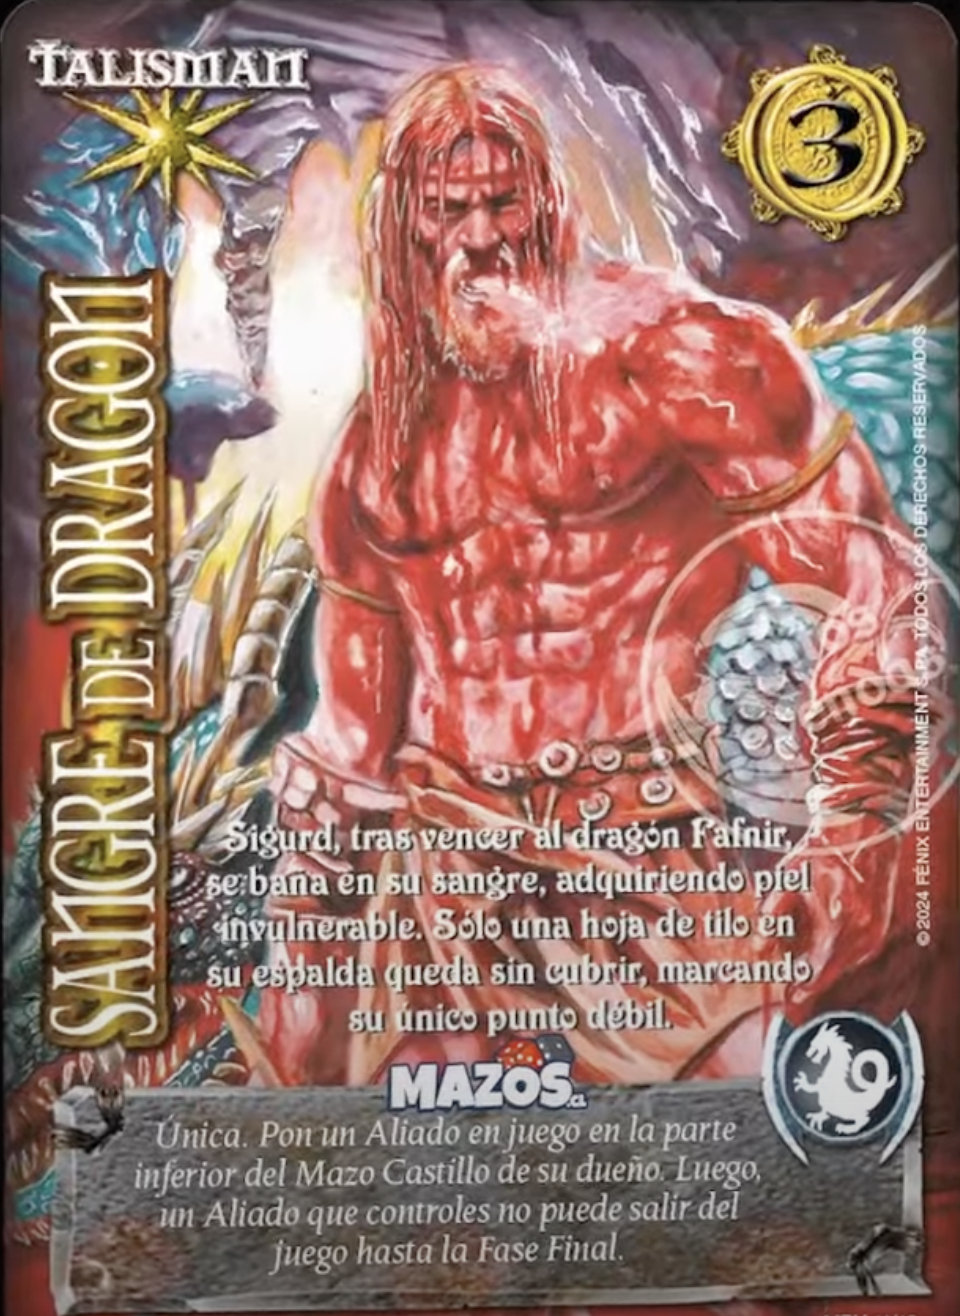 TALISMAN
3
SANGRE DE DRAGON
Sigurd, tras vencer al dragón Fafnir,
se baña en su sangre, adquiriendo piel
invulnerable. Sólo una hoja de tilo en
su espalda queda sin cubrir, marcando
su único punto débil.
MAZOS.CL
Única. Pon un Aliado en juego en la parte
inferior del Mazo Castillo de su dueño. Luego,
un Aliado que controles no puede salir del
juego hasta la Fase Final.
©2024 FÉNIX ENTERTAINMENT SPA. TODOS LOS DERECHOS RESERVADOS